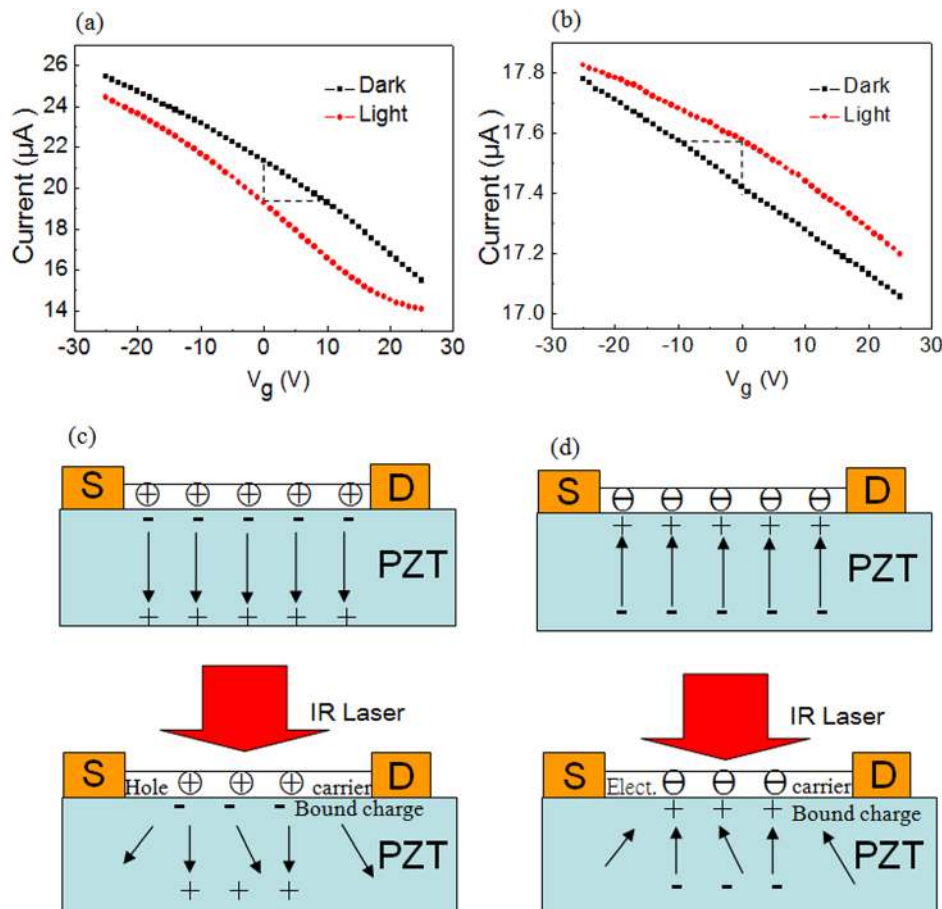 (a)
26
24
22
20
18
16
14
Current (μA)
Dark
Light
-30 -20 -10 0 10 20 30
Vg (V)
(b)
17.8
17.6
17.4
17.2
17.0
Current (μA)
Dark
Light
-30 -20 -10 0 10 20 30
Vg (V)
(c)
S D
+ + + + +
- - - - -
PZT
+ + + + +
IR Laser
S D
Hole + + + carrier
- - - Bound charge
PZT
+ + +
(d)
S D
- - - - -
+ + + + +
PZT
- - - - -
IR Laser
S D
Elect. - - - carrier
+ + + Bound charge
PZT
- - -